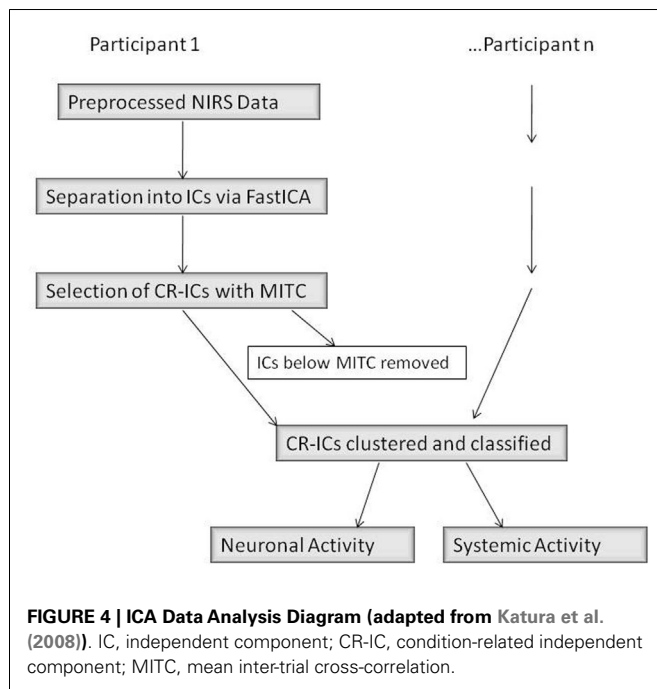 Participant 1
...Participant n
Preprocessed NIRS Data
Separation into ICs via FastICA
Selection of CR-ICs with MITC
ICs below MITC removed
CR-ICs clustered and classified
Neuronal Activity
Systemic Activity
FIGURE 4 | ICA Data Analysis Diagram (adapted from Katura et al.
(2008)). IC, independent component; CR-IC, condition-related independent
component; MITC, mean inter-trial cross-correlation.